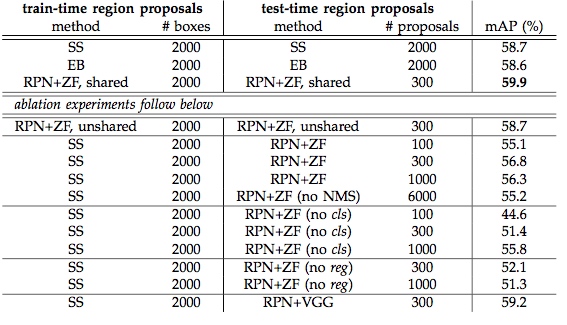 train-time region proposals test-time region proposals
method # boxes method # proposals mAP (%)
SS 2000 SS 2000 58.7
EB 2000 EB 2000 58.6
RPN+ZF, shared 2000 RPN+ZF, shared 300 59.9
ablation experiments follow below
RPN+ZF, unshared 2000 RPN+ZF, unshared 300 58.7
SS 2000 RPN+ZF 100 55.1
SS 2000 RPN+ZF 300 56.8
SS 2000 RPN+ZF 1000 56.3
SS 2000 RPN+ZF (no NMS) 6000 55.2
SS 2000 RPN+ZF (no cls) 100 44.6
SS 2000 RPN+ZF (no cls) 300 51.4
SS 2000 RPN+ZF (no cls) 1000 55.8
SS 2000 RPN+ZF (no reg) 300 52.1
SS 2000 RPN+ZF (no reg) 1000 51.3
SS 2000 RPN+VGG 300 59.2